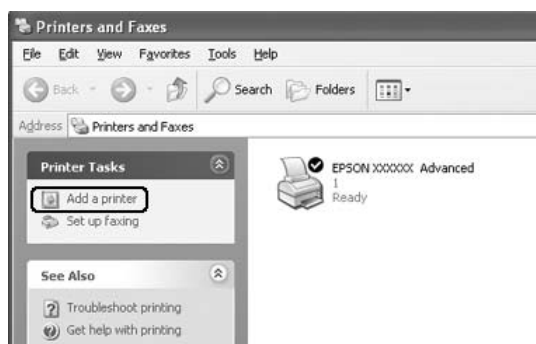 Printers and Faxes
File Edit View Favorites Tools Help
Back Search Folders
Address Printers and Faxes
Printer Tasks
Add a printer
Set up faxing
See Also
Troubleshoot printing
Get help with printing
EPSON XXXXXX Advanced
1
Ready